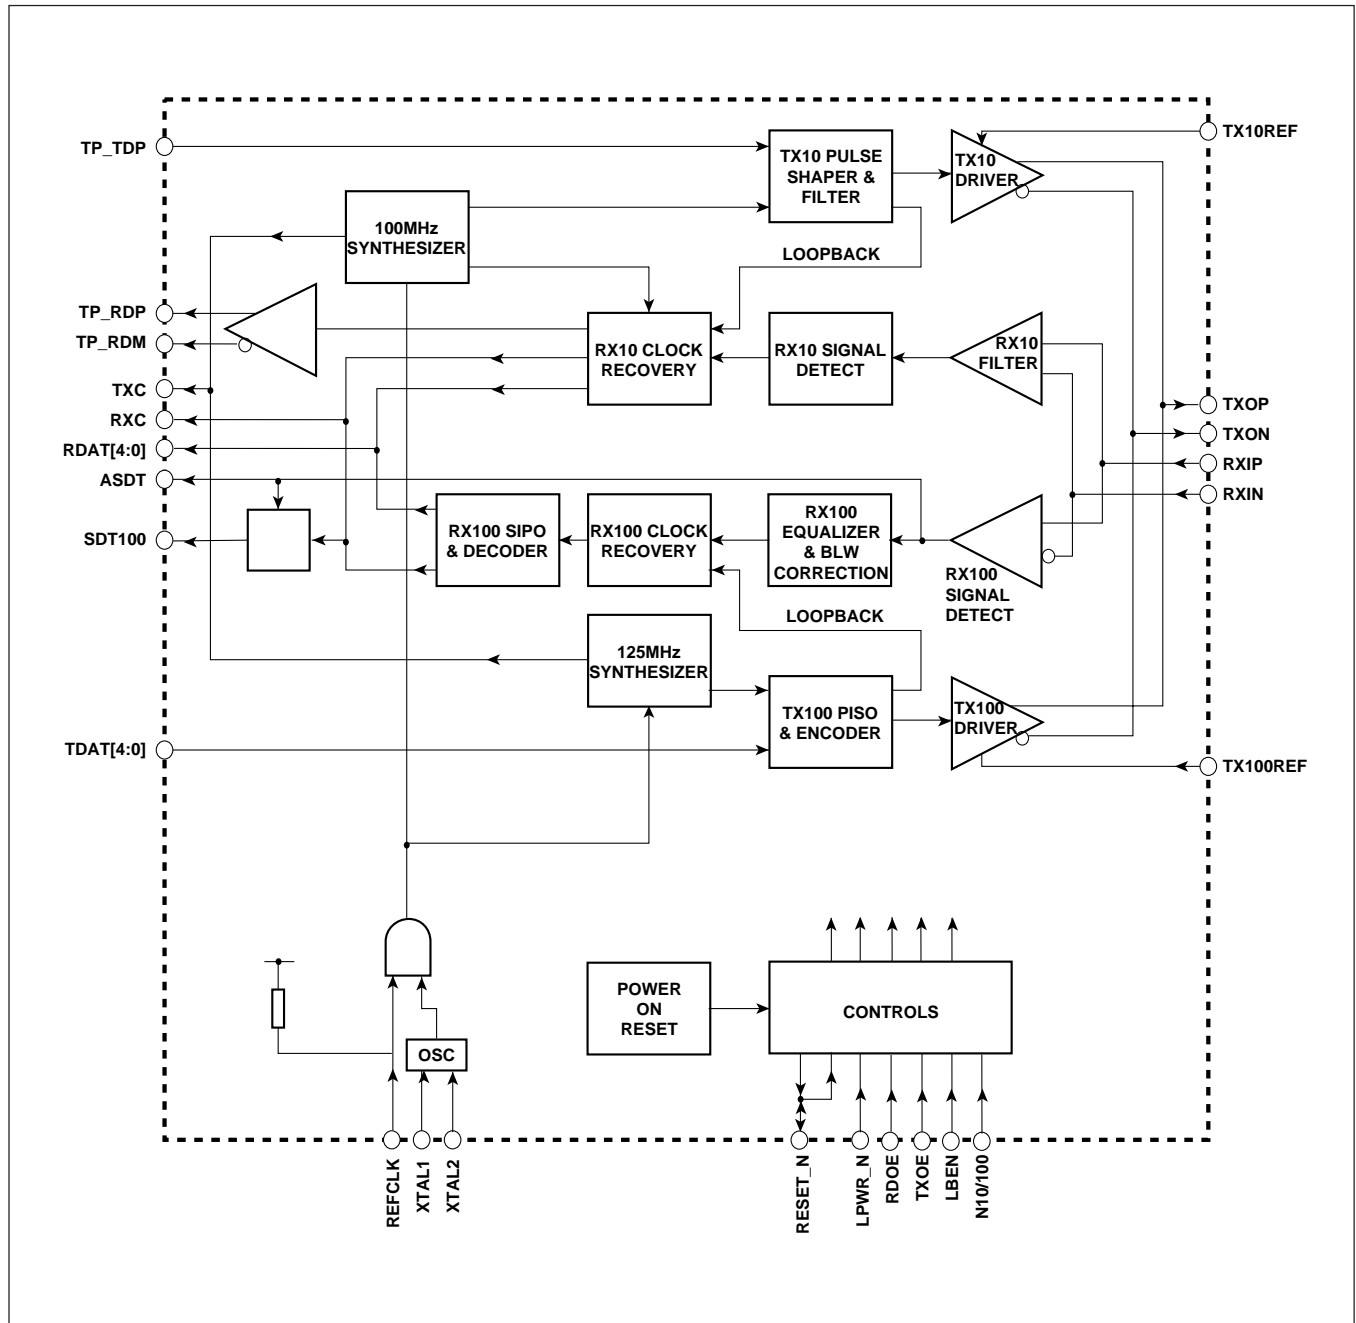 TP_TDP
TX10 PULSE
SHAPER &
FILTER
TX10
DRIVER
TX10REF
100MHz
SYNTHESIZER
LOOPBACK
TP_RDP
TP_RDM
TXC
RXC
RDAT[4:0]
ASDT
SDT100
RX10 CLOCK
RECOVERY
RX10 SIGNAL
DETECT
RX10
FILTER
TXOP
TXON
RXIP
RXIN
RX100 SIPO
& DECODER
RX100 CLOCK
RECOVERY
RX100
EQUALIZER
& BLW
CORRECTION
RX100
SIGNAL
DETECT
LOOPBACK
125MHz
SYNTHESIZER
TX100 PISO
& ENCODER
TX100
DRIVER
TDAT[4:0]
TX100REF
POWER
ON
RESET
CONTROLS
OSC
REFCLK
XTAL1
XTAL2
RESET_N
LPWR_N
RDOE
TXOE
LBEN
N10/100